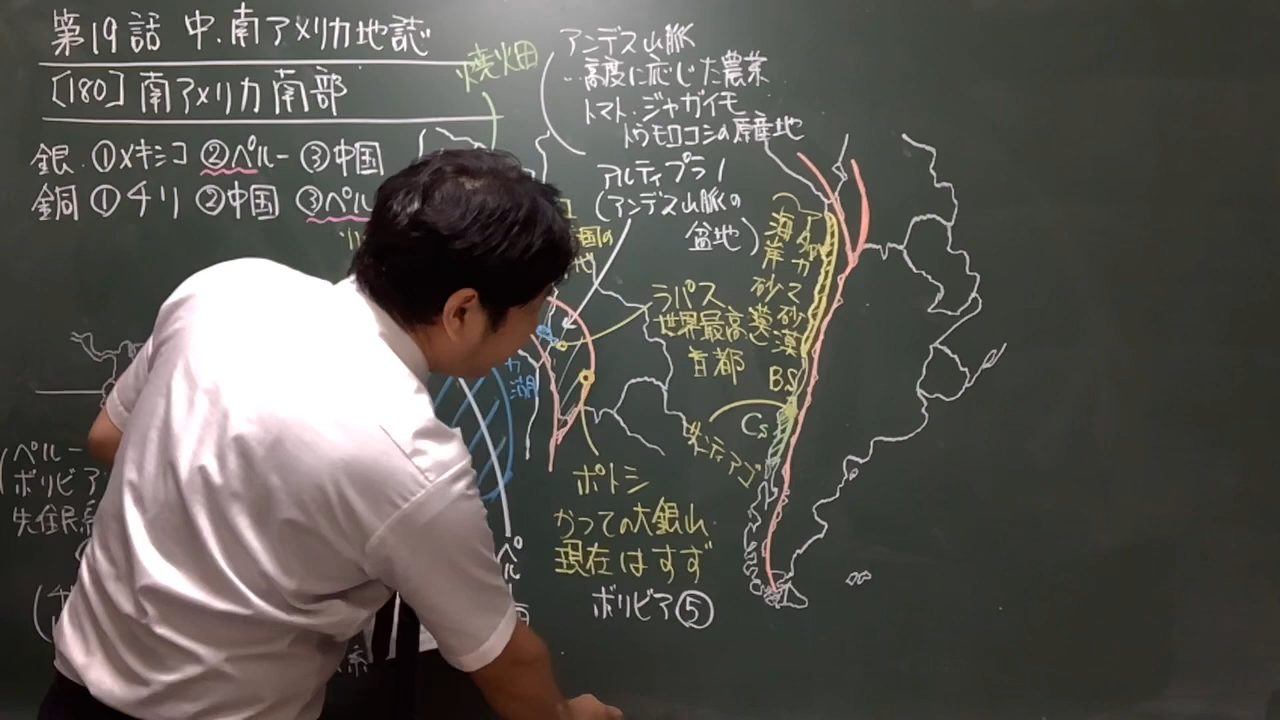 第19話 中・南アメリカ地誌
[180] 南アメリカ南部
銀 ①メキシコ ②ペルー ③中国
銅 ①チリ ②中国 ③ペル
焼畑
アンデス山脈
…高度に応じた農業
トマト・ジャガイモ
トウモロコシの原産地
アルティプラノ
(アンデス山脈の
盆地)
ラパス
世界最高
首都
海岸砂漠
アタカマ砂漠
BS
Cs
サンティアゴ
ポトシ
かつての大銀山
現在はすず
ボリビア⑤
(ペルー
ボリビア
先住民